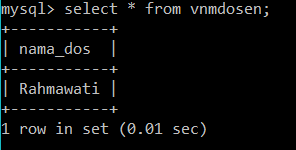 mysql> select * from vnmdosen;
+-----------+
| nama_dos  |
+-----------+
| Rahmawati |
+-----------+
1 row in set (0.01 sec)